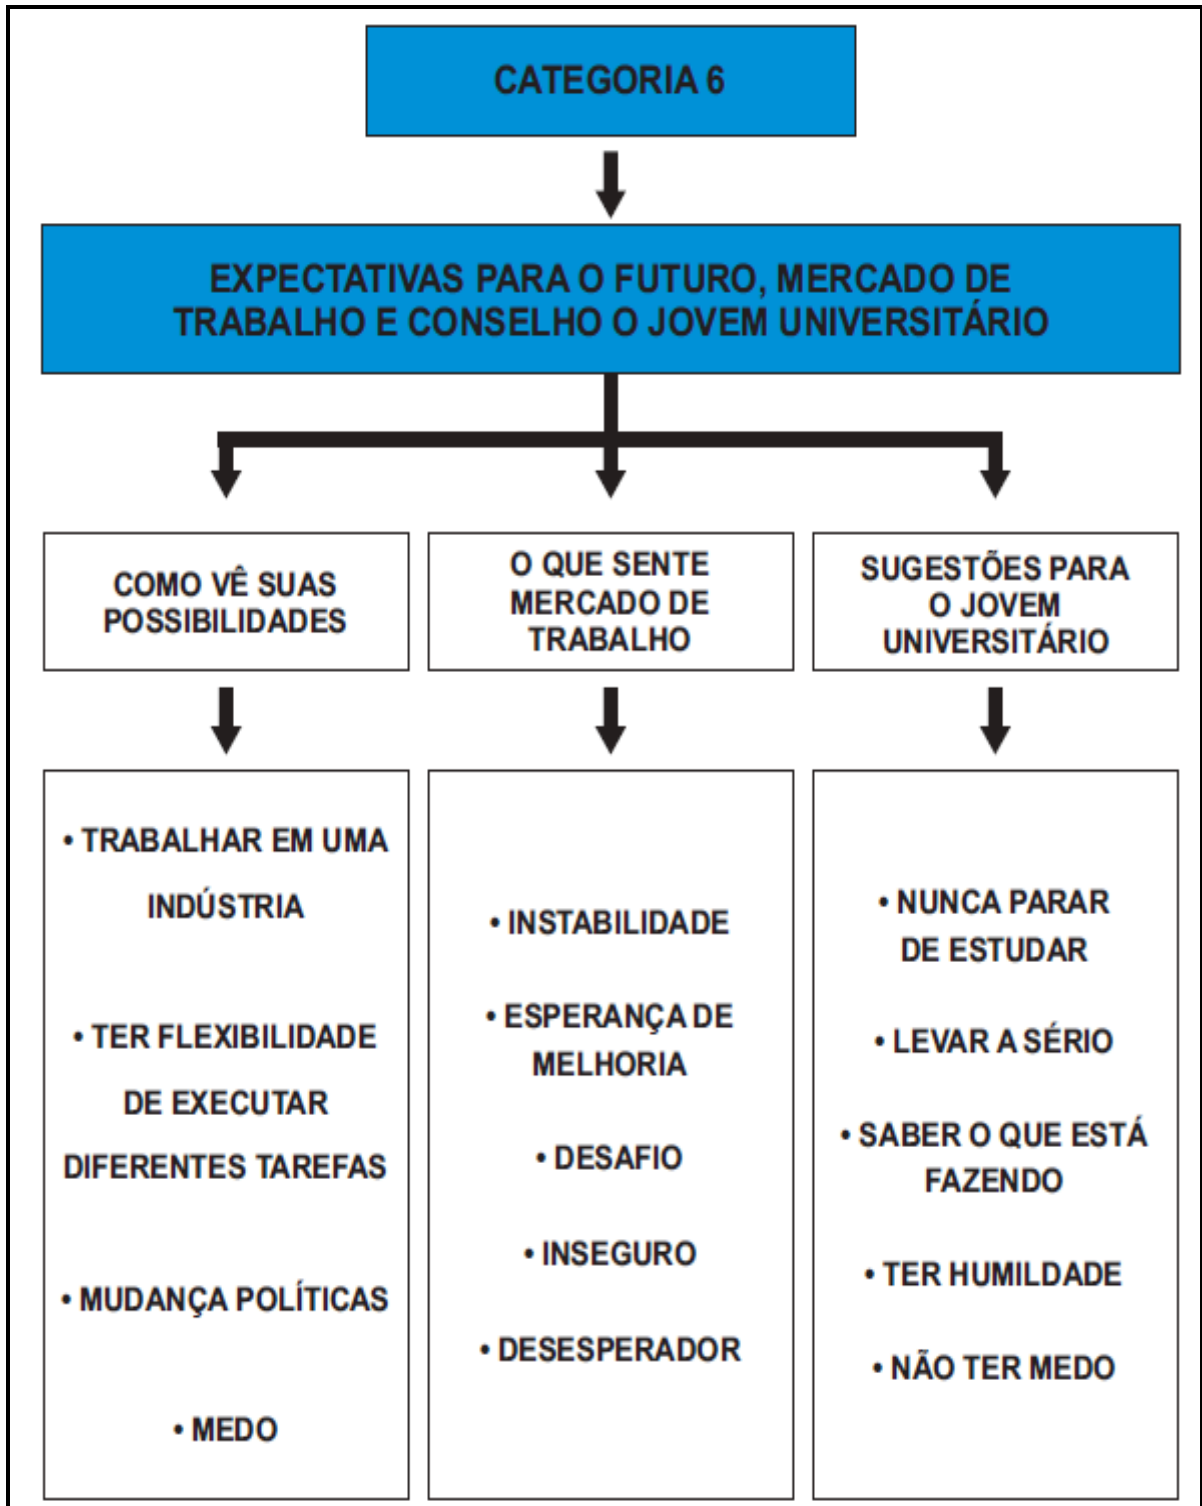 CATEGORIA 6
EXPECTATIVAS PARA O FUTURO, MERCADO DE
TRABALHO E CONSELHO O JOVEM UNIVERSITÁRIO
COMO VÊ SUAS
POSSIBILIDADES
O QUE SENTE
MERCADO DE
TRABALHO
SUGESTÕES PARA
O JOVEM
UNIVERSITÁRIO
• TRABALHAR EM UMA
INDÚSTRIA
• TER FLEXIBILIDADE
DE EXECUTAR
DIFERENTES TAREFAS
• MUDANÇA POLÍTICAS
• MEDO
• INSTABILIDADE
• ESPERANÇA DE
MELHORIA
• DESAFIO
• INSEGURO
• DESESPERADOR
• NUNCA PARAR
DE ESTUDAR
• LEVAR A SÉRIO
• SABER O QUE ESTÁ
FAZENDO
• TER HUMILDADE
• NÃO TER MEDO